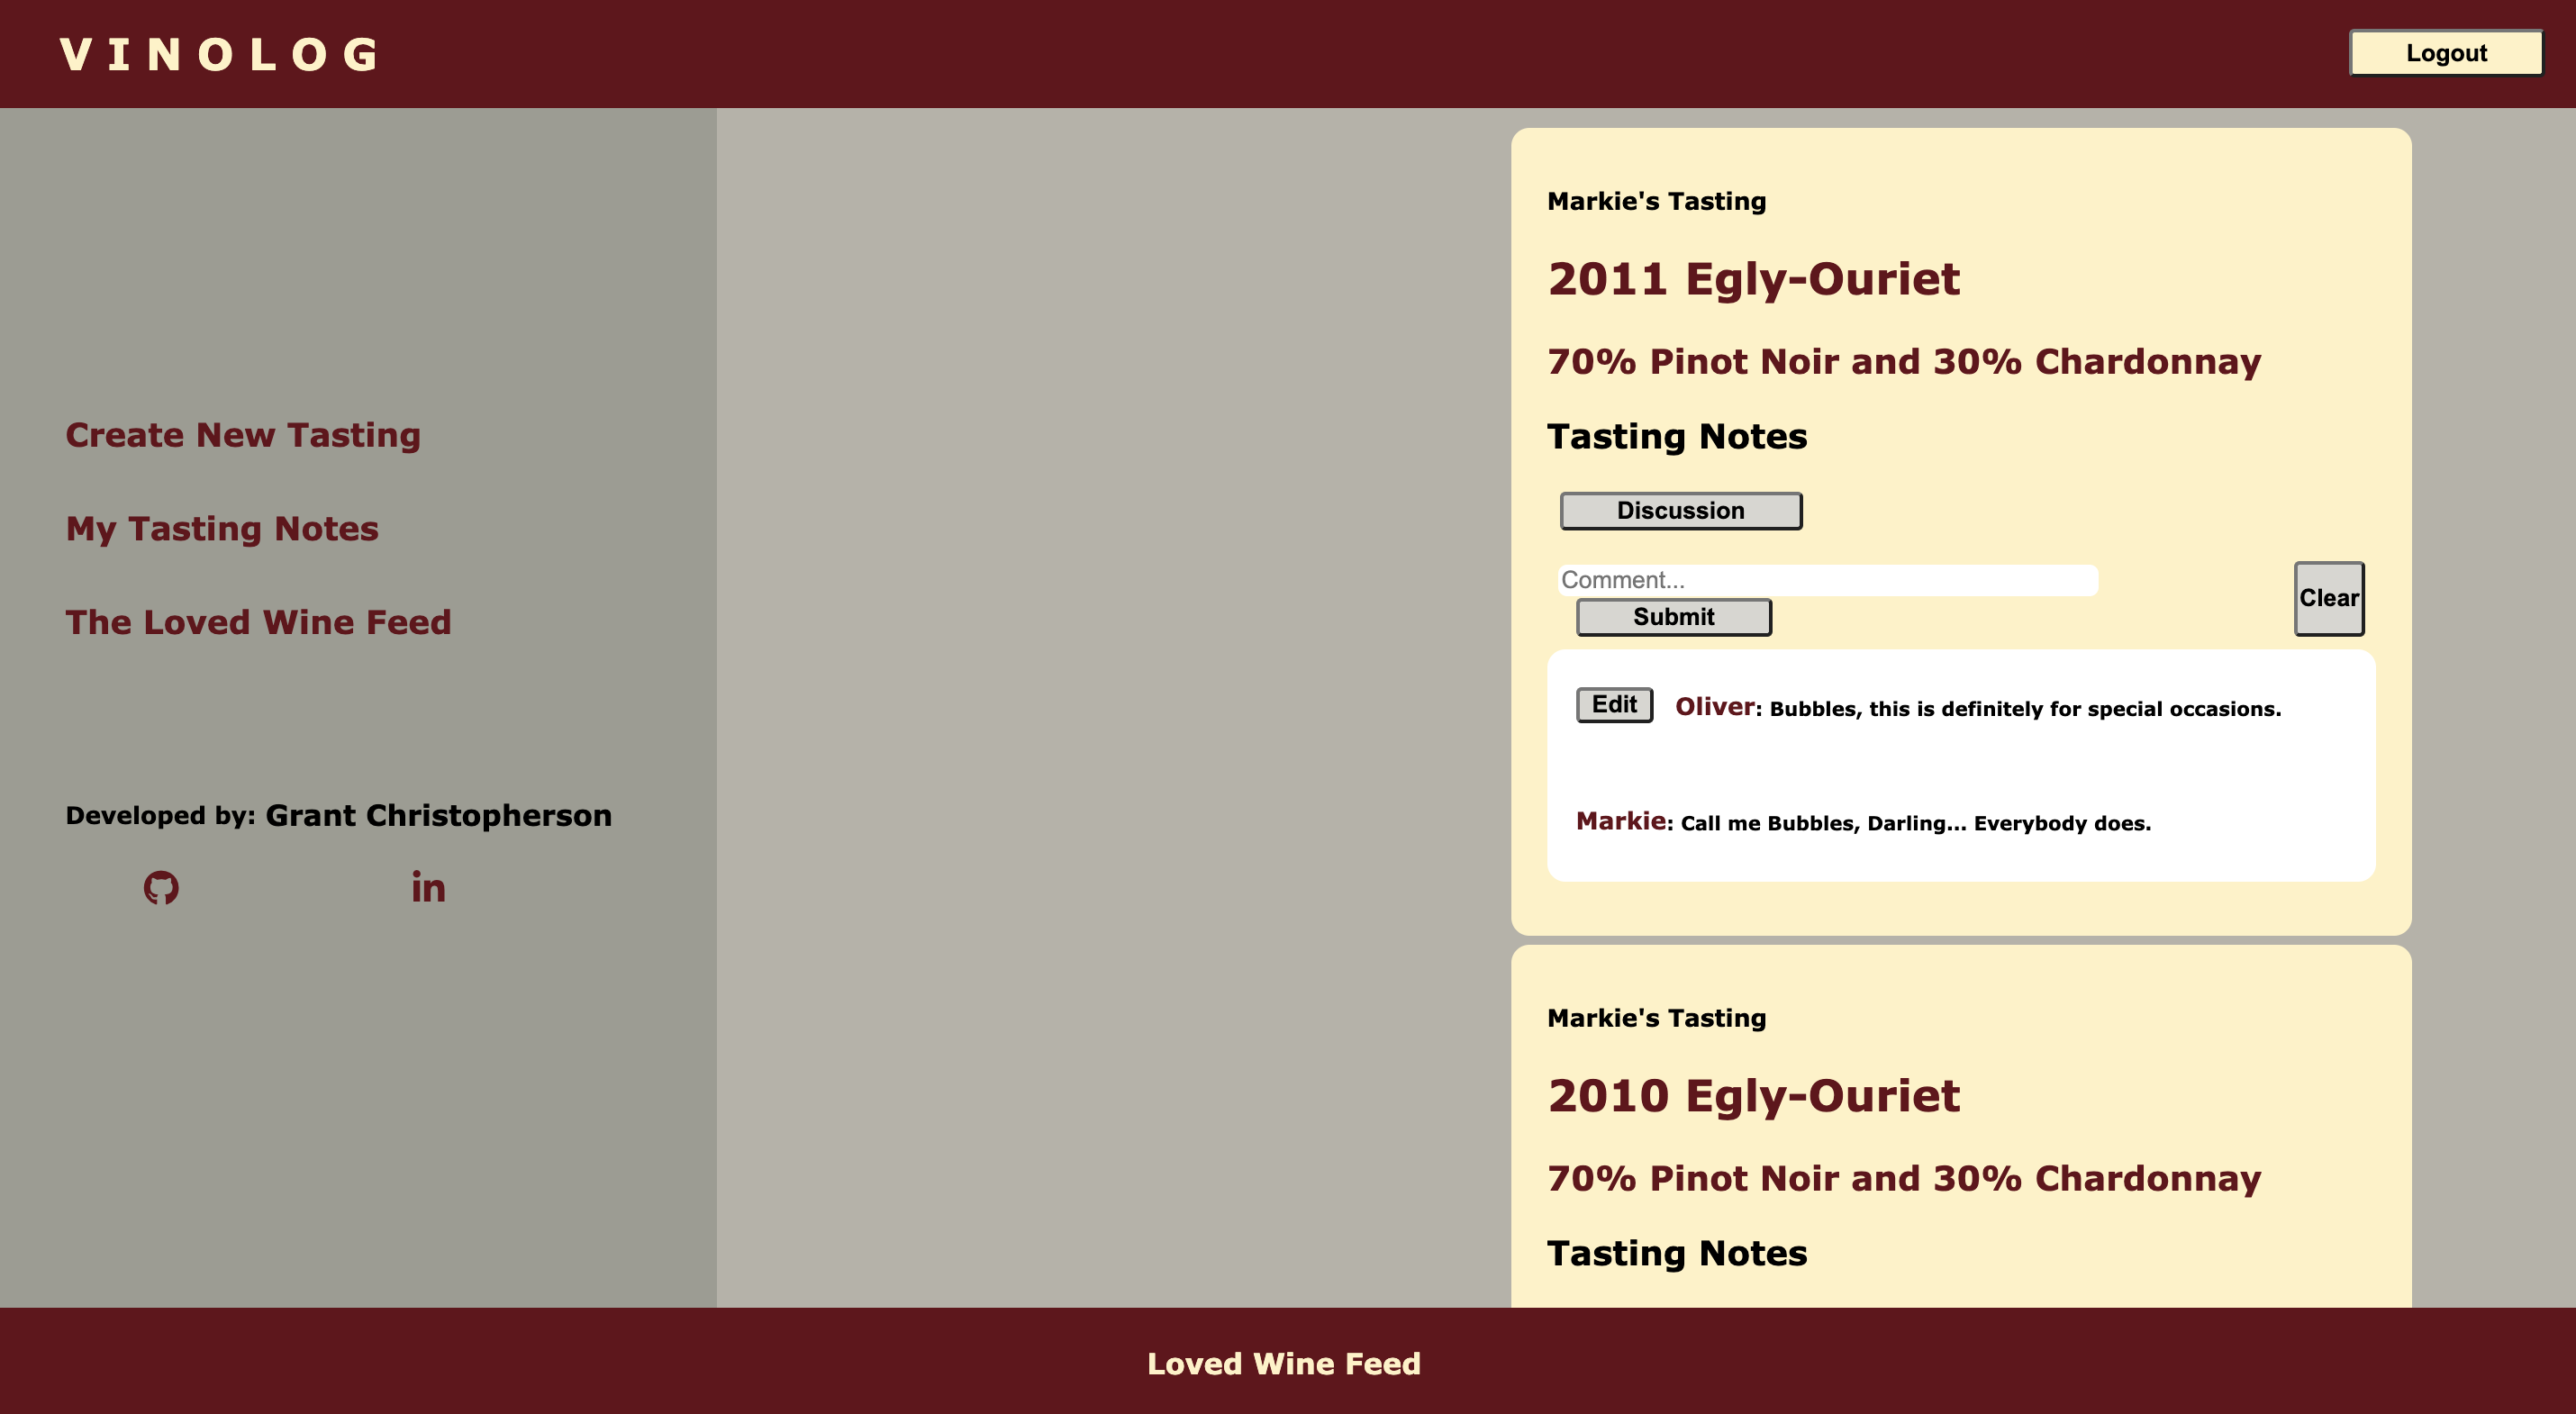 VINOLOG
Logout
Create New Tasting
My Tasting Notes
The Loved Wine Feed
Developed by: Grant Christopherson
in
Markie's Tasting
2011 Egly-Ouriet
70% Pinot Noir and 30% Chardonnay
Tasting Notes
Discussion
Comment...
Submit
Clear
Edit Oliver: Bubbles, this is definitely for special occasions.
Markie: Call me Bubbles, Darling... Everybody does.
Markie's Tasting
2010 Egly-Ouriet
70% Pinot Noir and 30% Chardonnay
Tasting Notes
Loved Wine Feed